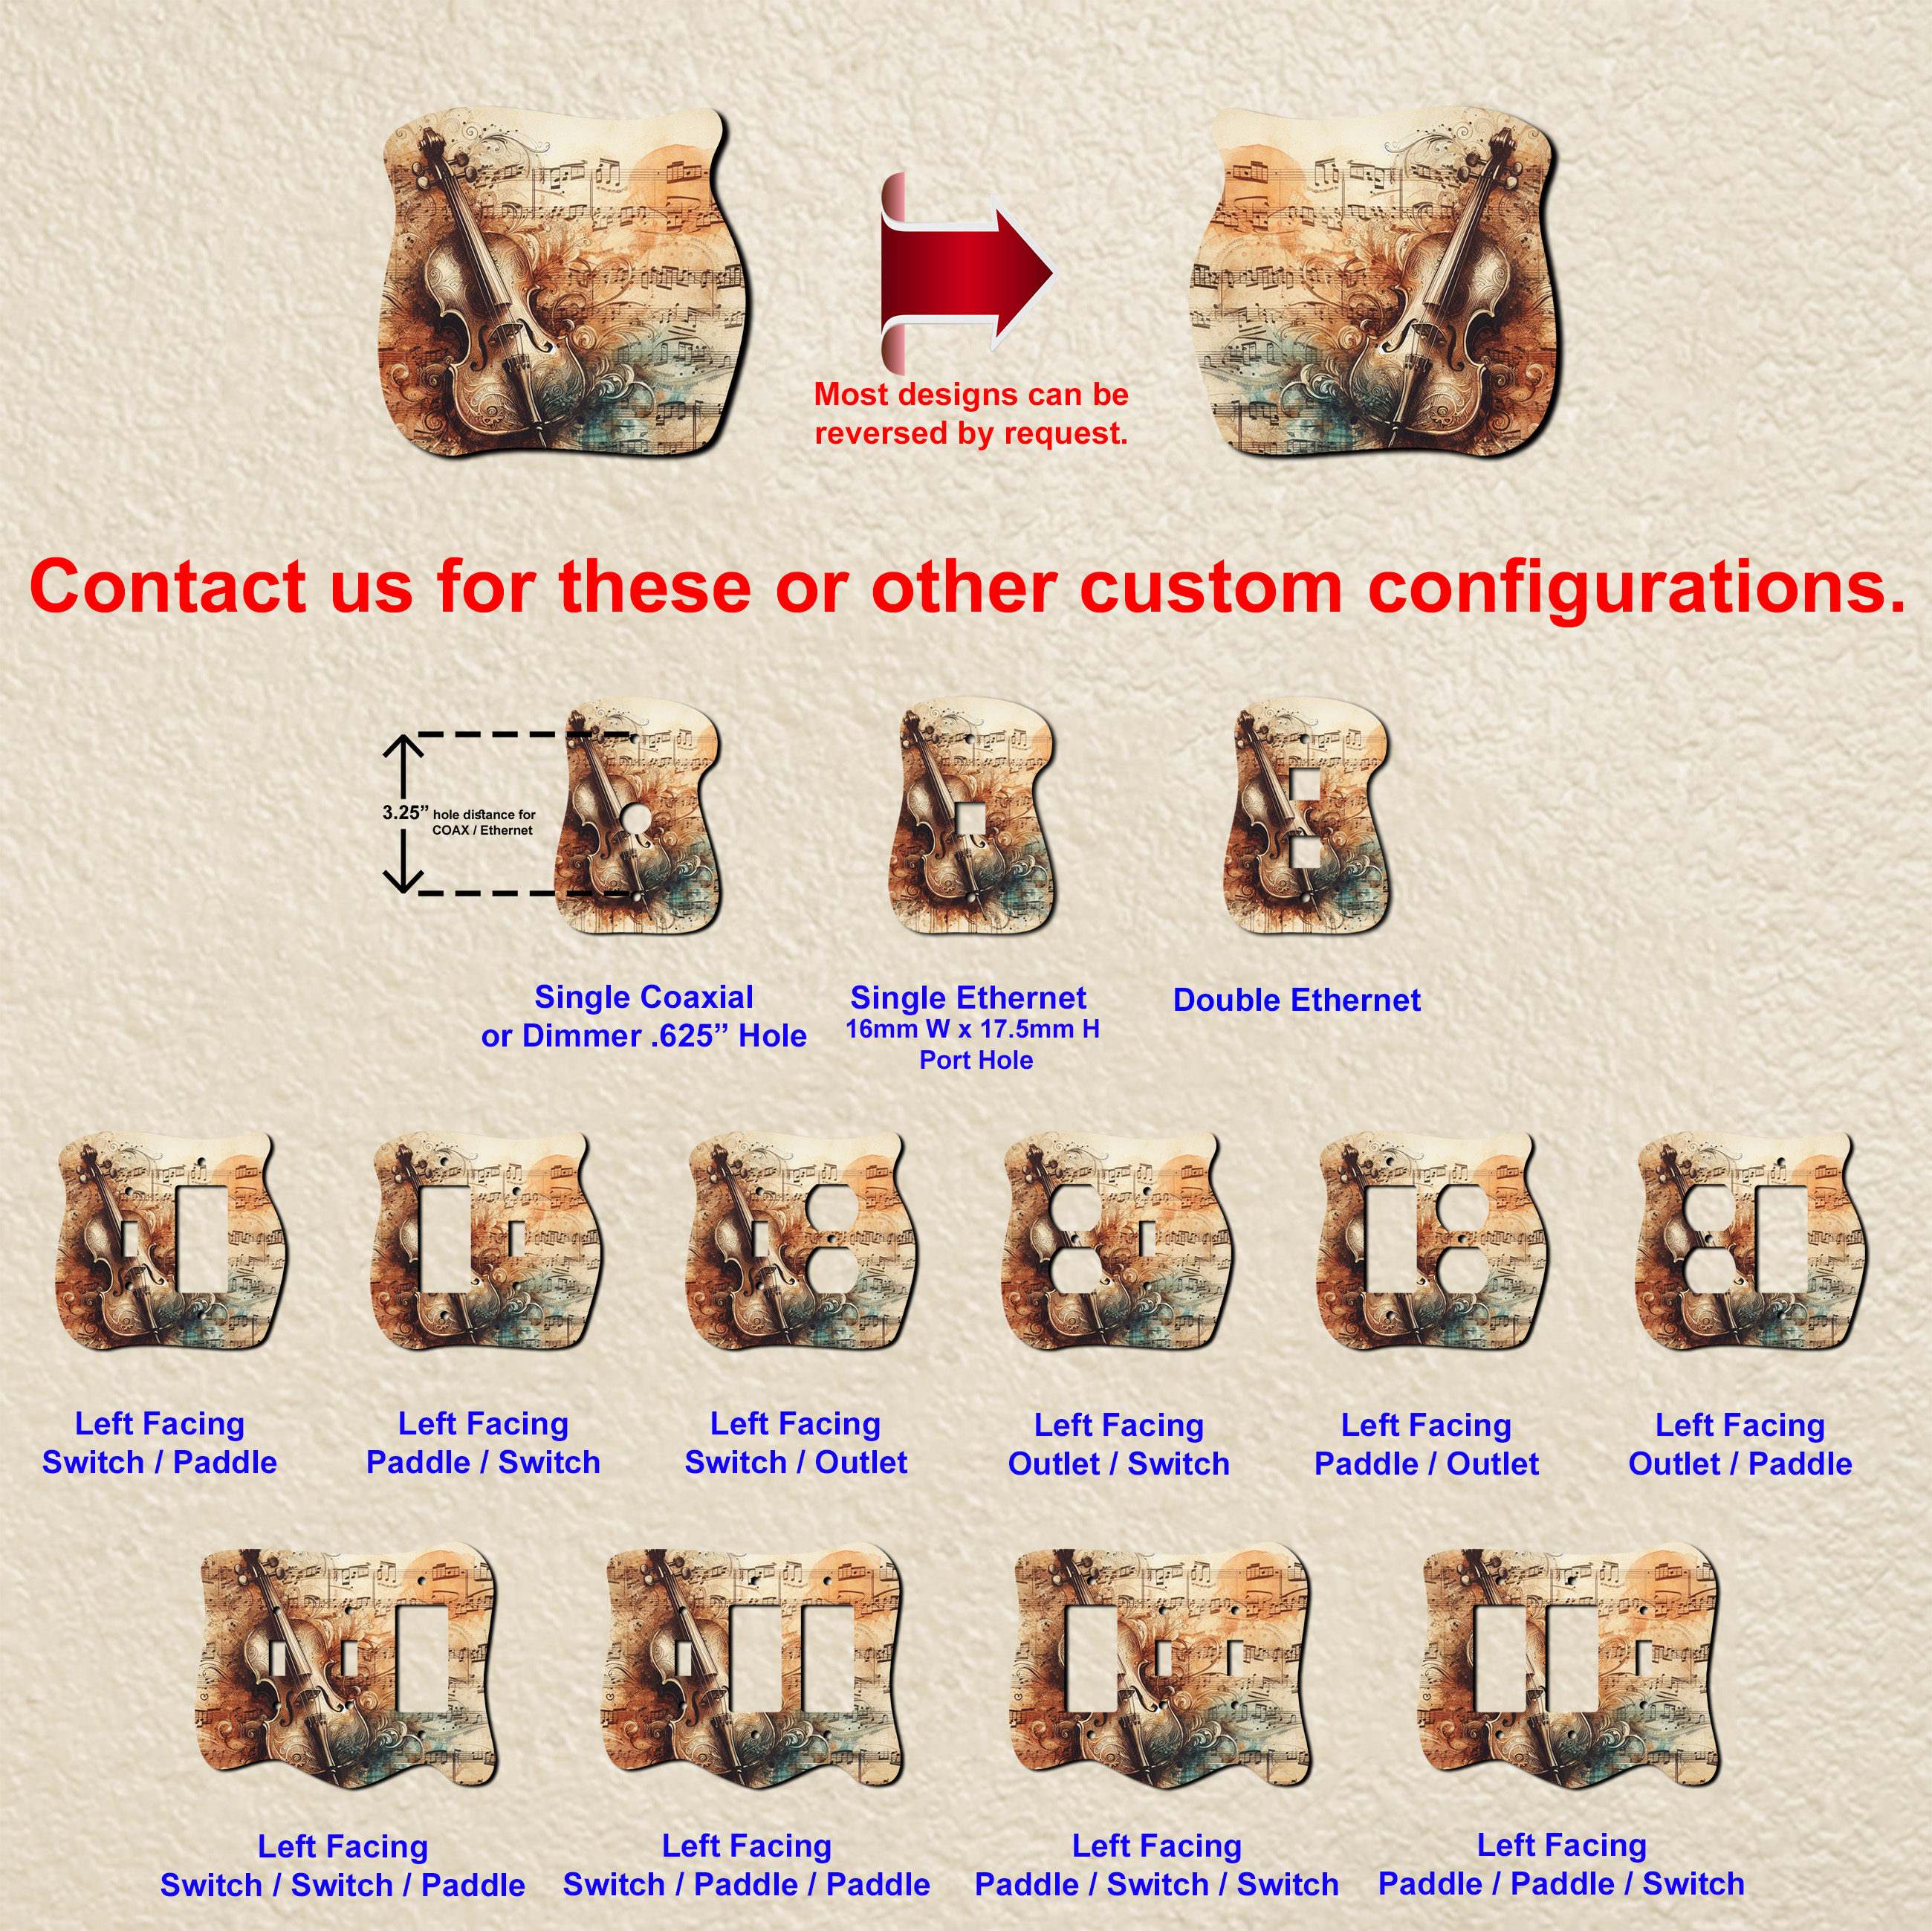 Most designs can be
reversed by request.
Contact us for these or other custom configurations.
3.25” hole distance for
COAX / Ethernet
Single Coaxial
or Dimmer .625” Hole
Single Ethernet
16mm W x 17.5mm H
Port Hole
Double Ethernet
Left Facing
Switch / Paddle
Left Facing
Paddle / Switch
Left Facing
Switch / Outlet
Left Facing
Outlet / Switch
Left Facing
Paddle / Outlet
Left Facing
Outlet / Paddle
Left Facing
Switch / Switch / Paddle
Left Facing
Switch / Paddle / Paddle
Left Facing
Paddle / Switch / Switch
Left Facing
Paddle / Paddle / Switch